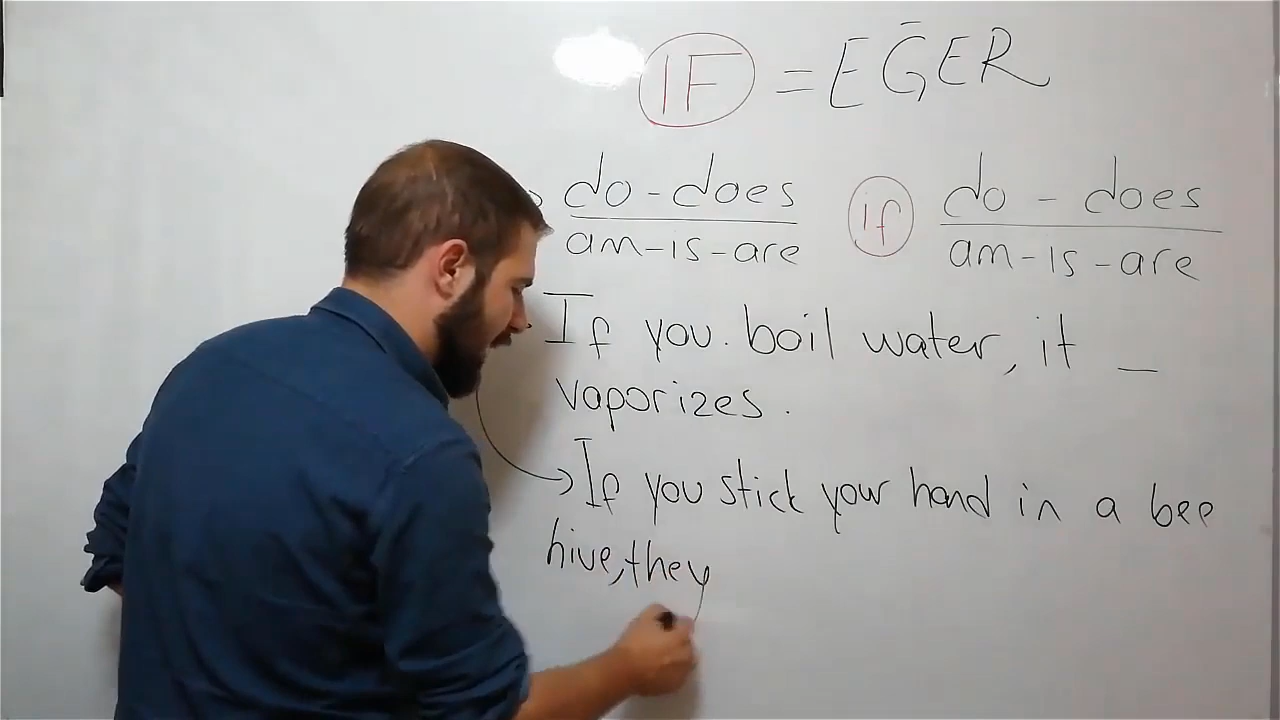 IF = EĞER
do-does if do - does
am-is-are am-is-are
If you. boil water, it _
vaporizes.
If you stick your hand in a bee
hive, they